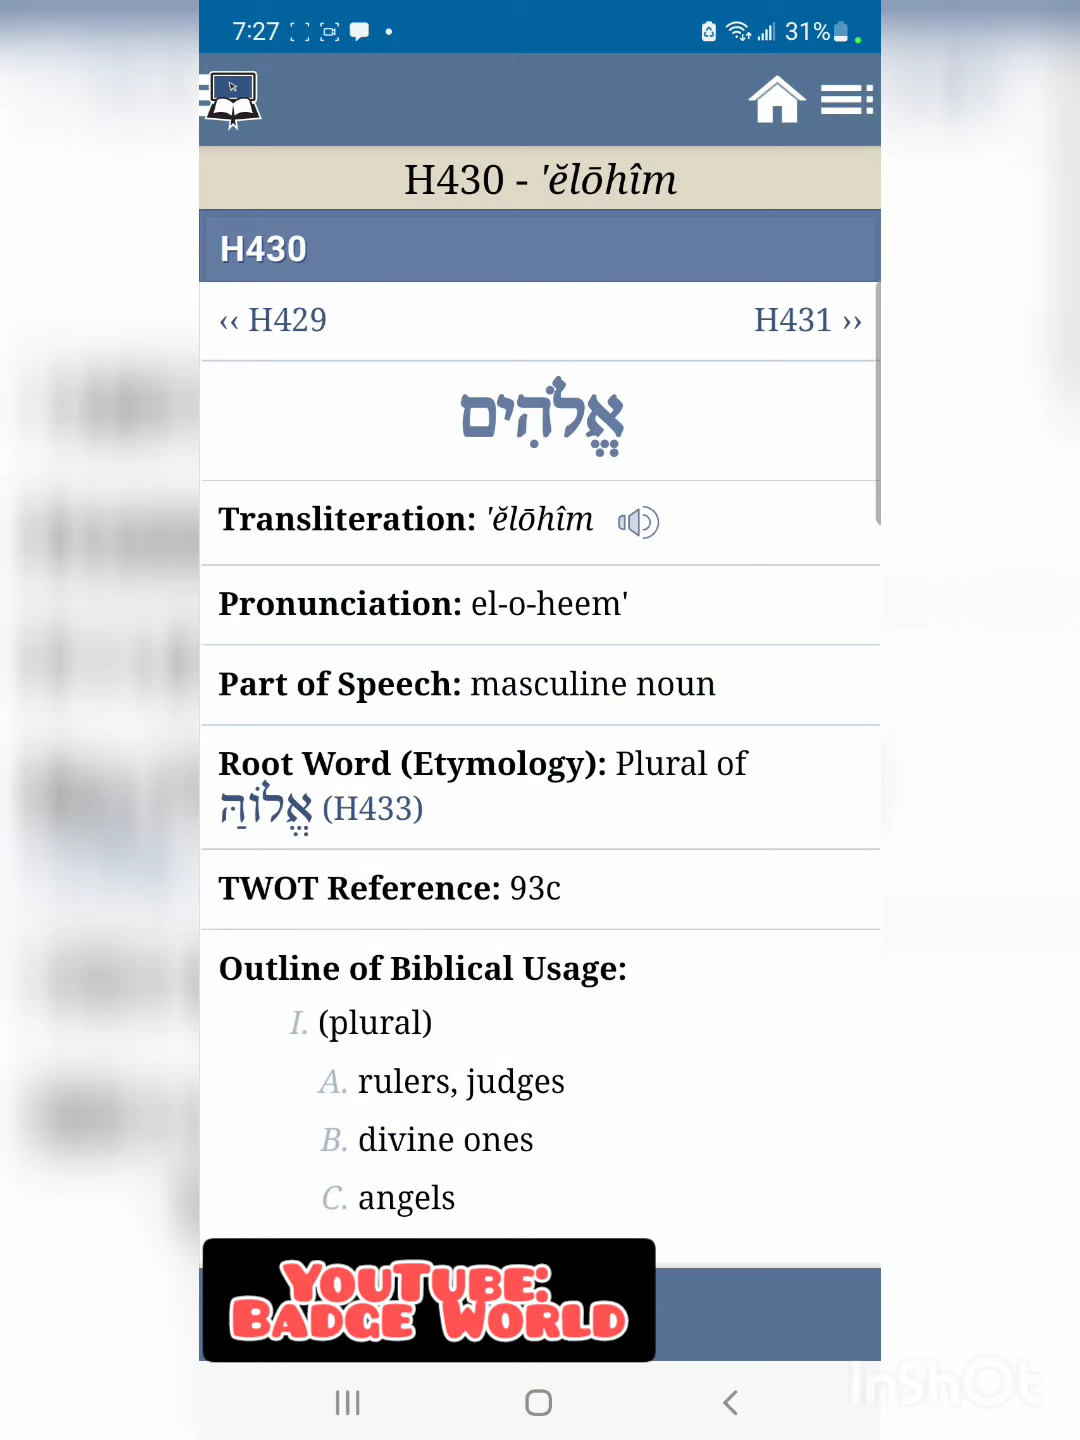 7:27 31%
H430 - 'ĕlōhîm
H430
‹‹ H429 H431 ››
אֱלֹהִים
Transliteration: 'ĕlōhîm
Pronunciation: el-o-heem'
Part of Speech: masculine noun
Root Word (Etymology): Plural of
אֱלוֹהַּ (H433)
TWOT Reference: 93c
Outline of Biblical Usage:
I. (plural)
A. rulers, judges
B. divine ones
C. angels
YouTube:
Badge World
InShOt